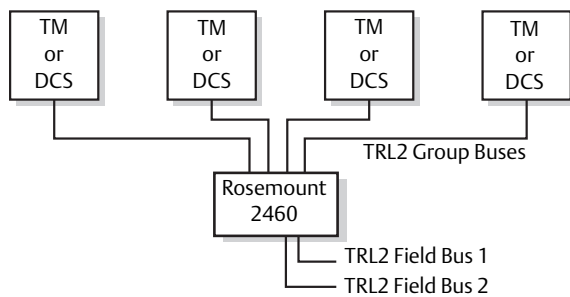 TM
or
DCS
TM
or
DCS
TM
or
DCS
TM
or
DCS
TRL2 Group Buses
Rosemount
2460
TRL2 Field Bus 1
TRL2 Field Bus 2